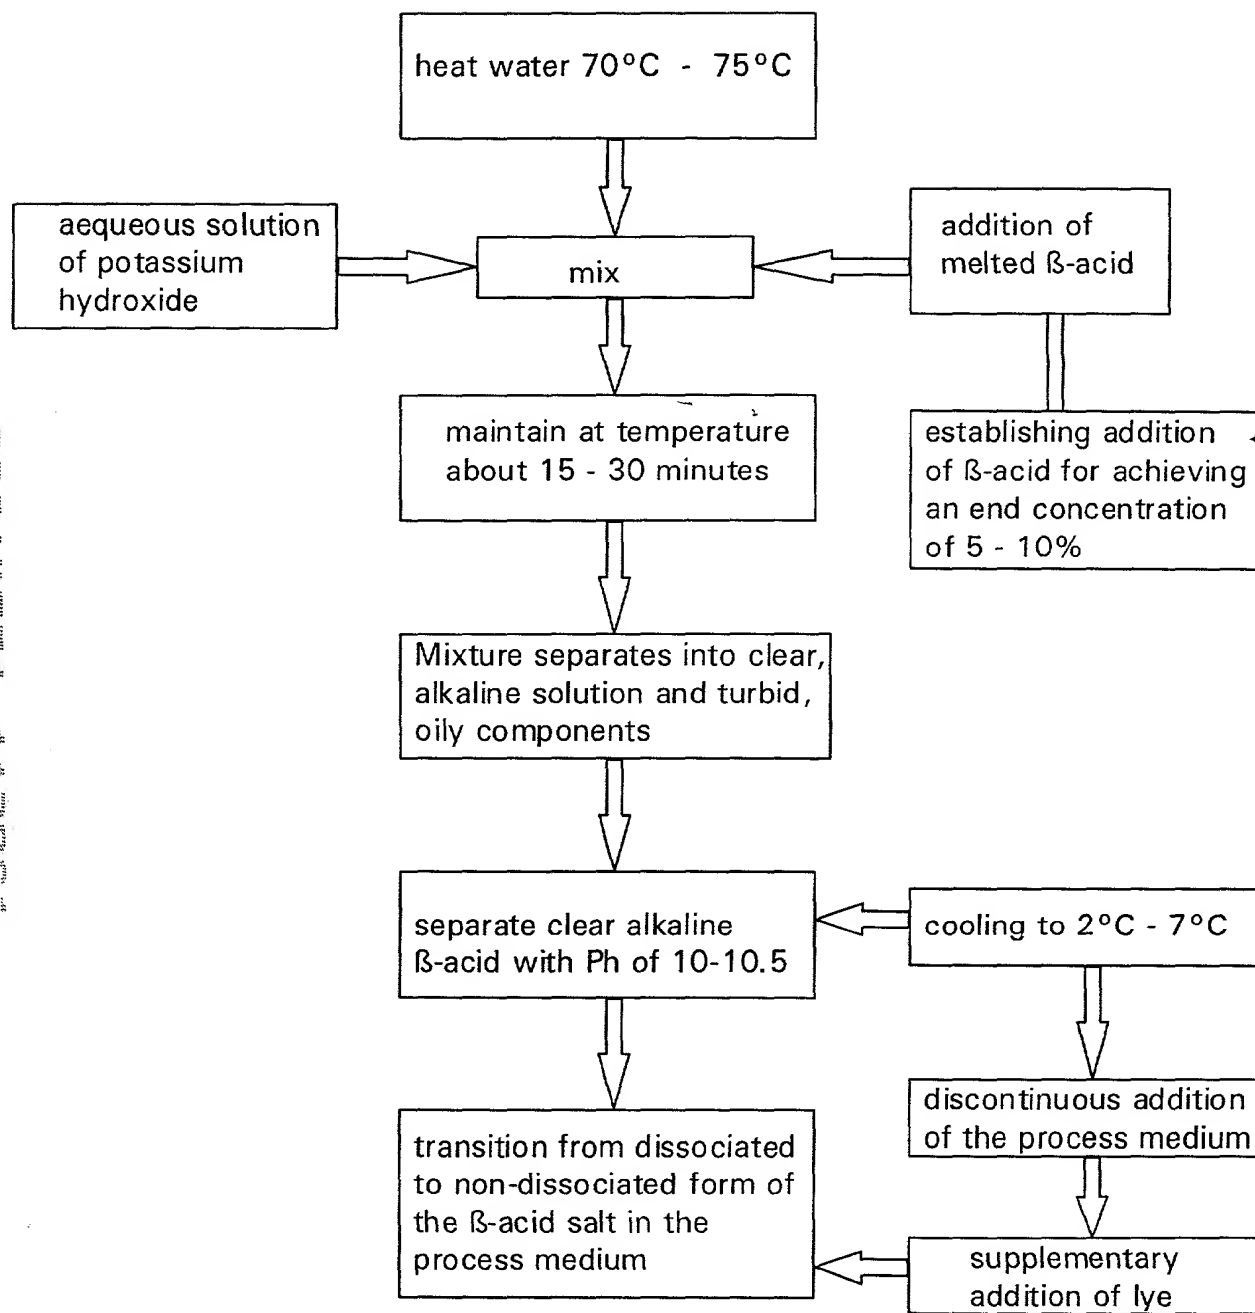 heat water 70°C - 75°C
aequeous solution
of potassium
hydroxide
mix
addition of
melted ß-acid
maintain at temperature
about 15 - 30 minutes
establishing addition
of ß-acid for achieving
an end concentration
of 5 - 10%
Mixture separates into clear,
alkaline solution and turbid,
oily components
separate clear alkaline
ß-acid with Ph of 10-10.5
cooling to 2°C - 7°C
discontinuous addition
of the process medium
transition from dissociated
to non-dissociated form of
the ß-acid salt in the
process medium
supplementary
addition of lye